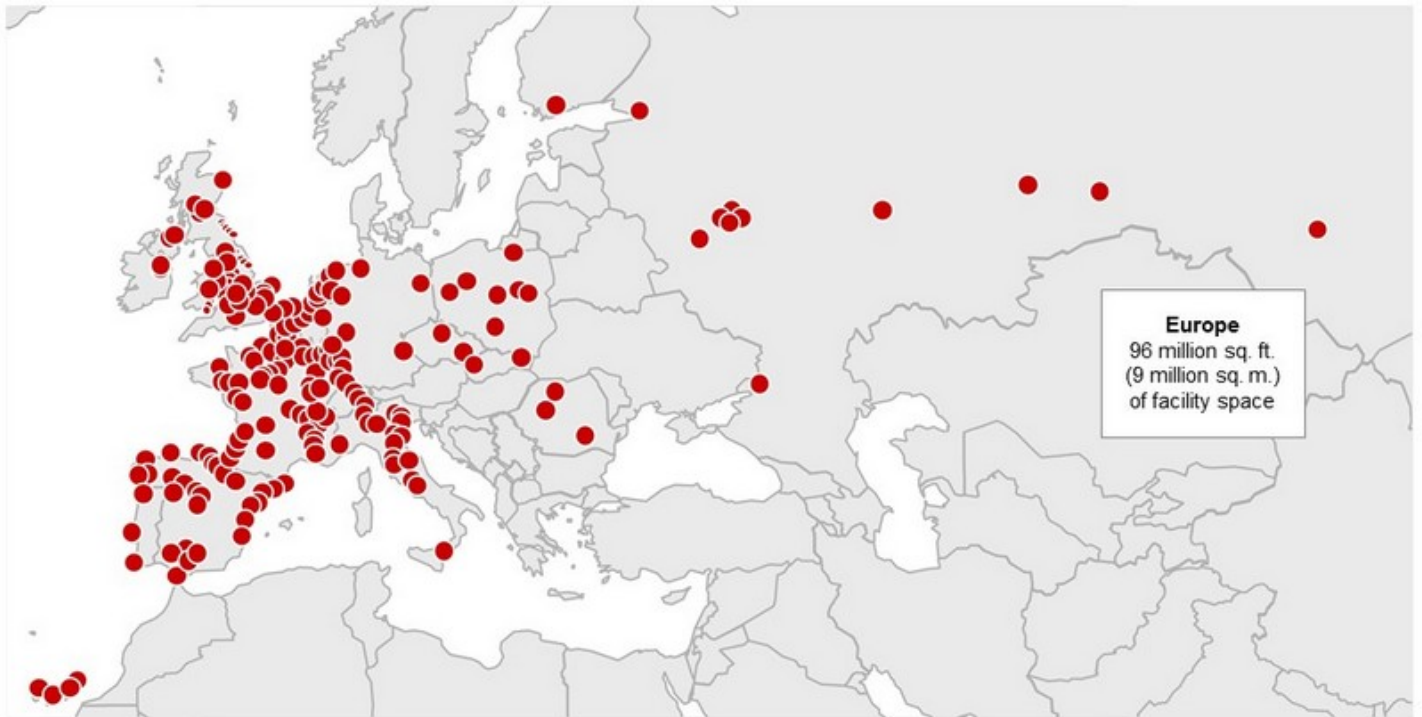 Europe
96 million sq. ft.
(9 million sq. m.)
of facility space